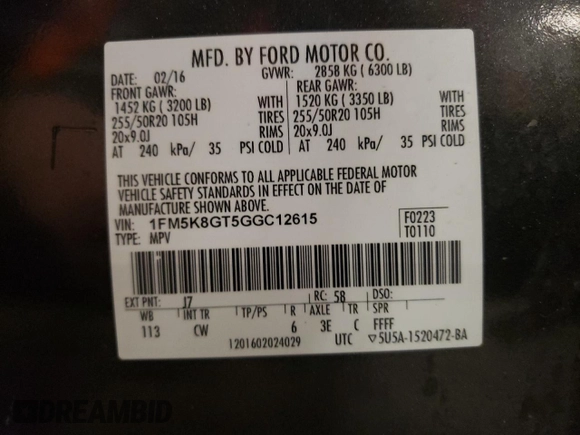 MFD. BY FORD MOTOR CO.
DATE: 02/16 GVWR: 2858 KG ( 6300 LB)
FRONT GAWR: REAR GAWR:
1452 KG ( 3200 LB) WITH 1520 KG ( 3350 LB) WITH
255/50R20 105H TIRES 255/50R20 105H TIRES
20x9.0J RIMS 20x9.0J RIMS
AT 240 kPa/ 35 PSI COLD AT 240 kPa/ 35 PSI COLD
THIS VEHICLE CONFORMS TO ALL APPLICABLE FEDERAL MOTOR
VEHICLE SAFETY STANDARDS IN EFFECT ON THE DATE OF
MANUFACTURE SHOWN ABOVE.
VIN: 1FM5K8GT5GGC12615 F0223
TYPE: MPV T0110
EXT PNT: J7 RC: 58 DSO:
WB INT TR TP/PS R AXLE TR SPR
113 CW 6 3E C FFFF
1201602024029 UTC ▽5U5A-1520472-BA
DREAMBID